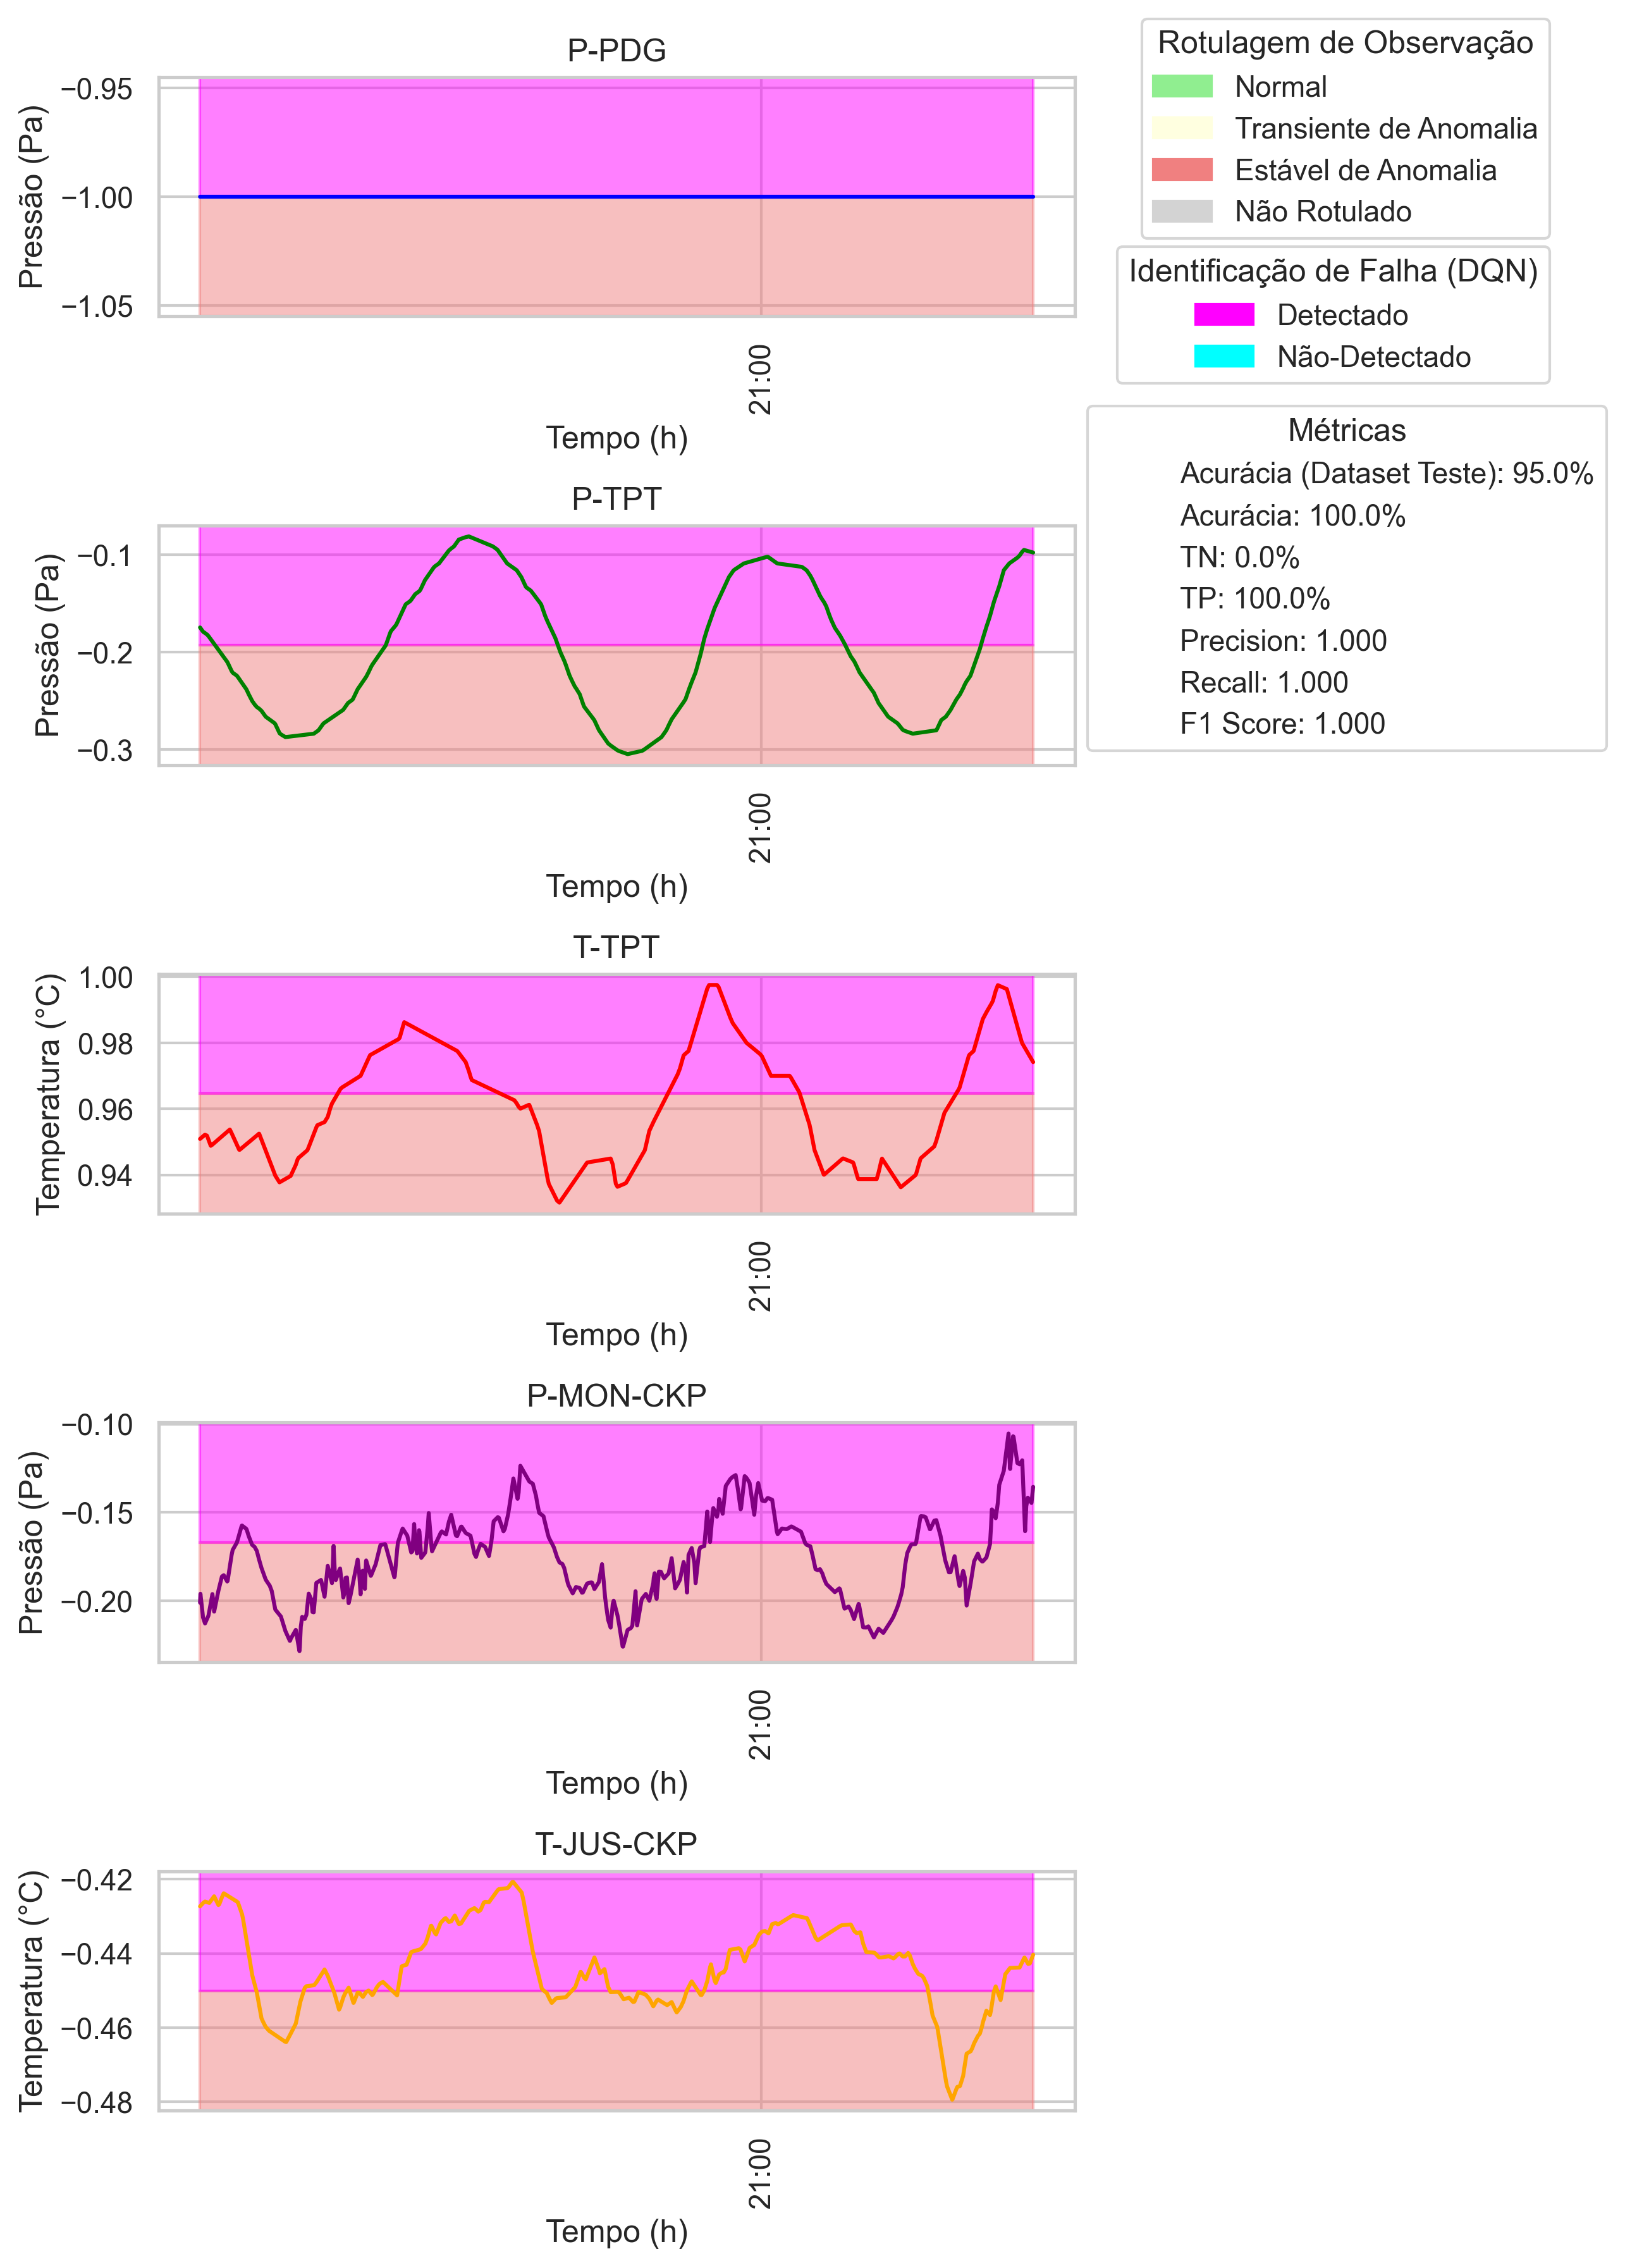 P-PDG
Pressão (Pa)
−0.95
−1.00
−1.05
21:00
Tempo (h)
Rotulagem de Observação
Normal
Transiente de Anomalia
Estável de Anomalia
Não Rotulado
Identificação de Falha (DQN)
Detectado
Não-Detectado
Métricas
Acurácia (Dataset Teste): 95.0%
Acurácia: 100.0%
TN: 0.0%
TP: 100.0%
Precision: 1.000
Recall: 1.000
F1 Score: 1.000
P-TPT
Pressão (Pa)
−0.1
−0.2
−0.3
21:00
Tempo (h)
T-TPT
Temperatura (°C)
1.00
0.98
0.96
0.94
21:00
Tempo (h)
P-MON-CKP
Pressão (Pa)
−0.10
−0.15
−0.20
21:00
Tempo (h)
T-JUS-CKP
Temperatura (°C)
−0.42
−0.44
−0.46
−0.48
21:00
Tempo (h)